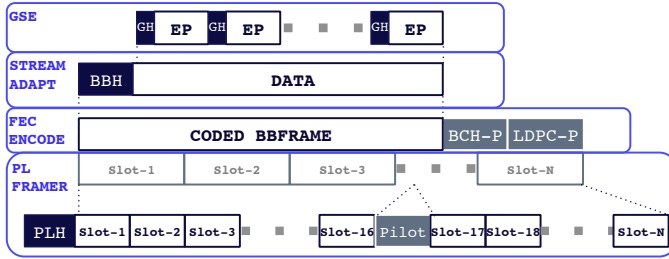 GSE
GH EP GH EP GH EP
STREAM
ADAPT
BBH DATA
FEC
ENCODE
CODED BBFRAME BCH-P LDPC-P
PL
FRAMER
Slot-1 Slot-2 Slot-3 Slot-N
PLH Slot-1 Slot-2 Slot-3 Slot-16 Pilot Slot-17 Slot-18 Slot-N